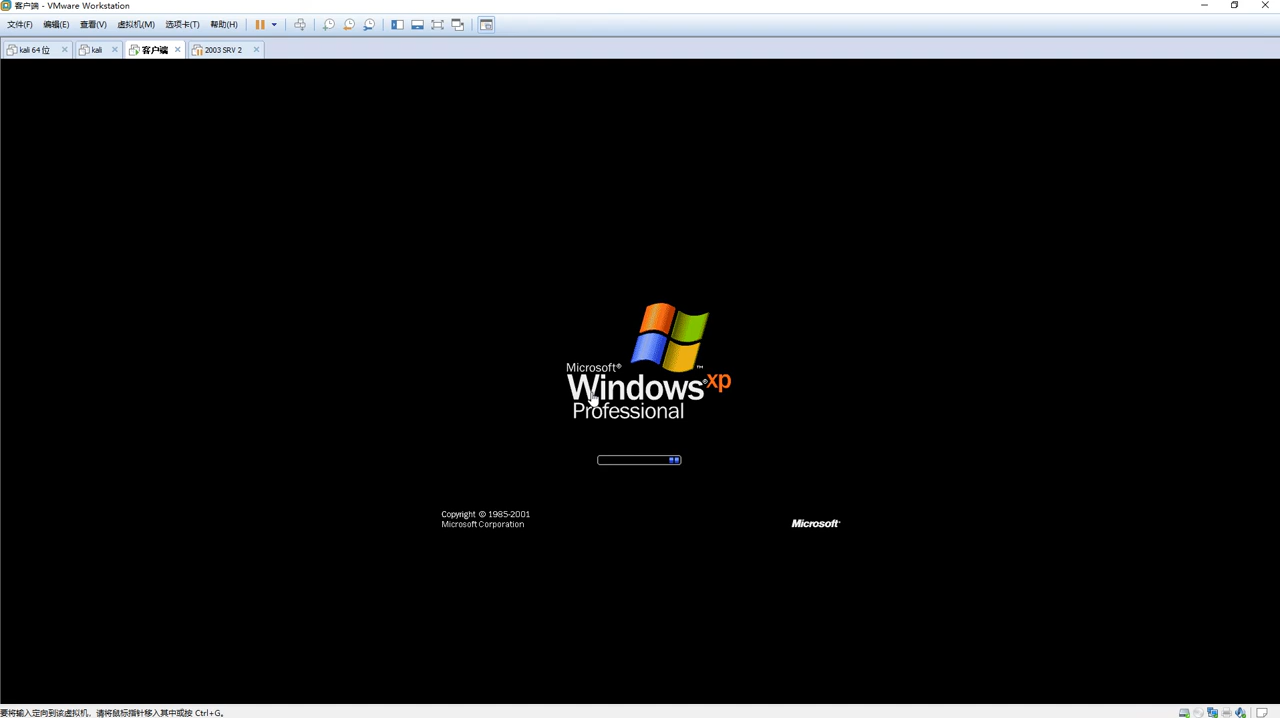 客户端 - VMware Workstation
文件(F) 编辑(E) 查看(V) 虚拟机(M) 选项卡(T) 帮助(H)
kali 64 位 kali 客户端 2003 SRV 2
Microsoft®
Windows®xp™
Professional
Copyright © 1985-2001
Microsoft Corporation
Microsoft®
要将输入定向到该虚拟机，请将鼠标指针移入其中或按 Ctrl+G。